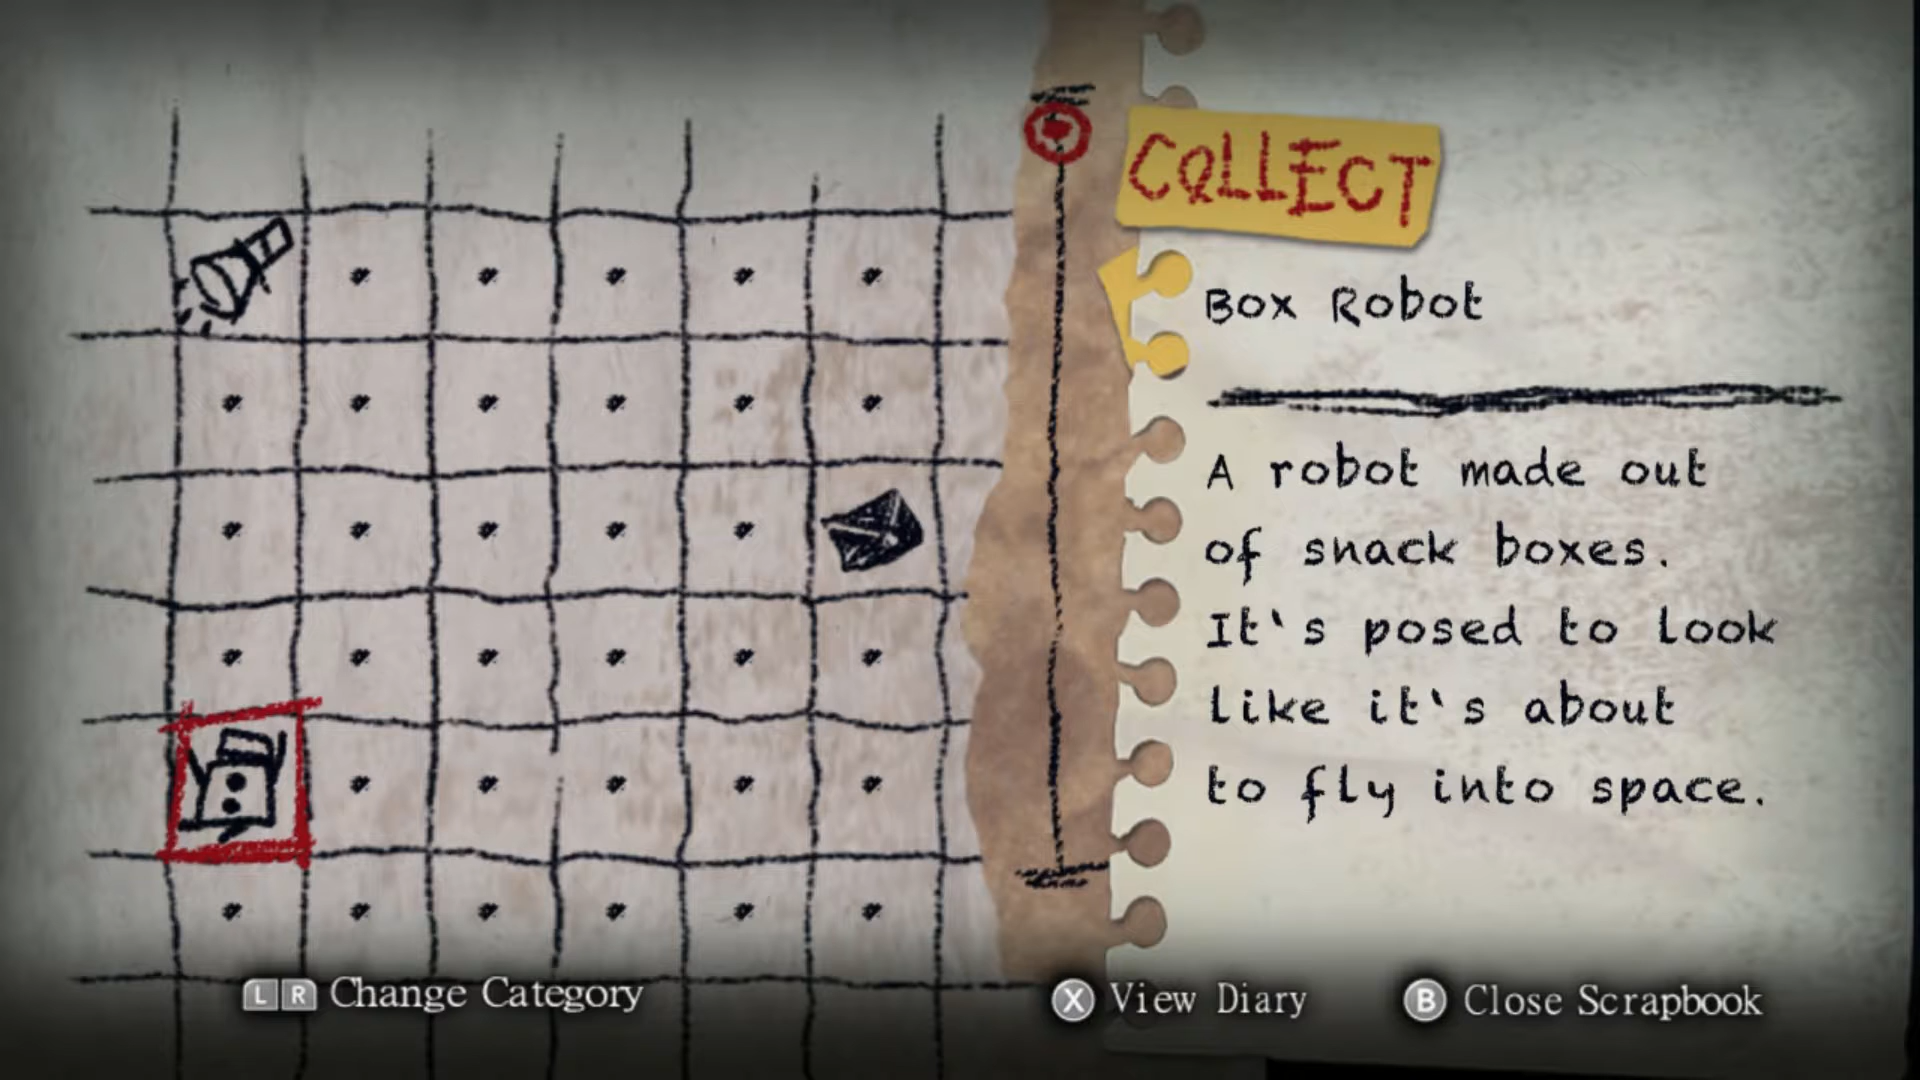 COLLECT
Box Robot
A robot made out
of snack boxes.
It's posed to look
like it's about
to fly into space.
L R Change Category
X View Diary
B Close Scrapbook